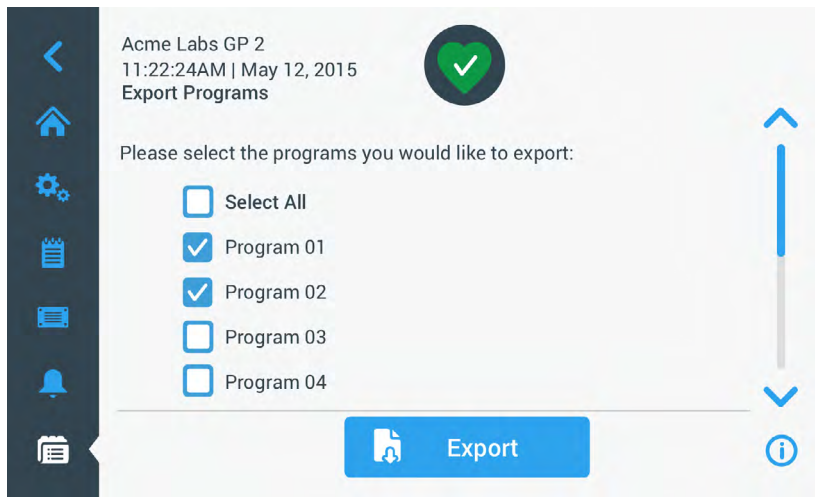 Acme Labs GP 2
11:22:24AM | May 12, 2015
Export Programs
Please select the programs you would like to export:
Select All
Program 01
Program 02
Program 03
Program 04
Export